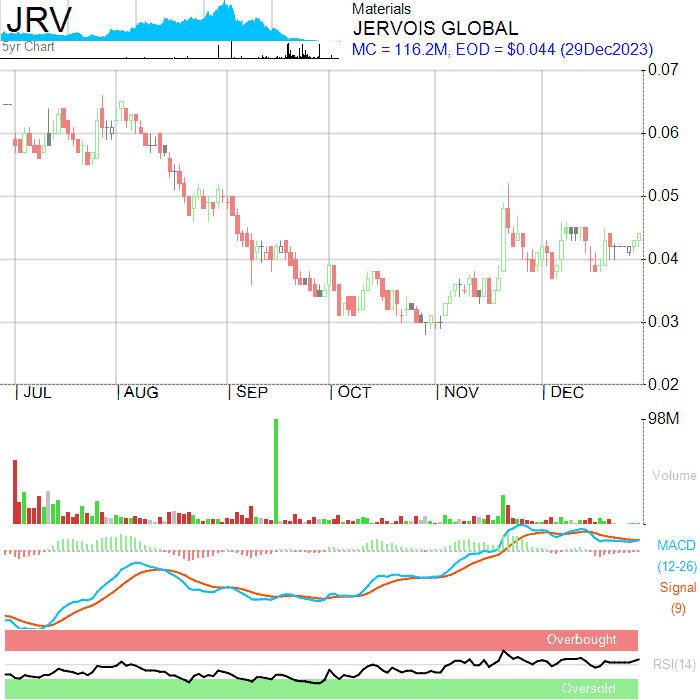 JRV
5yr Chart
Materials
JERVOIS GLOBAL
MC = 116.2M, EOD = $0.044 (29Dec2023)
0.07
0.06
0.05
0.04
0.03
0.02
JUL AUG SEP OCT NOV DEC
98M
Volume
MACD
(12-26)
Signal
(9)
Overbought
RSI(14)
Oversold